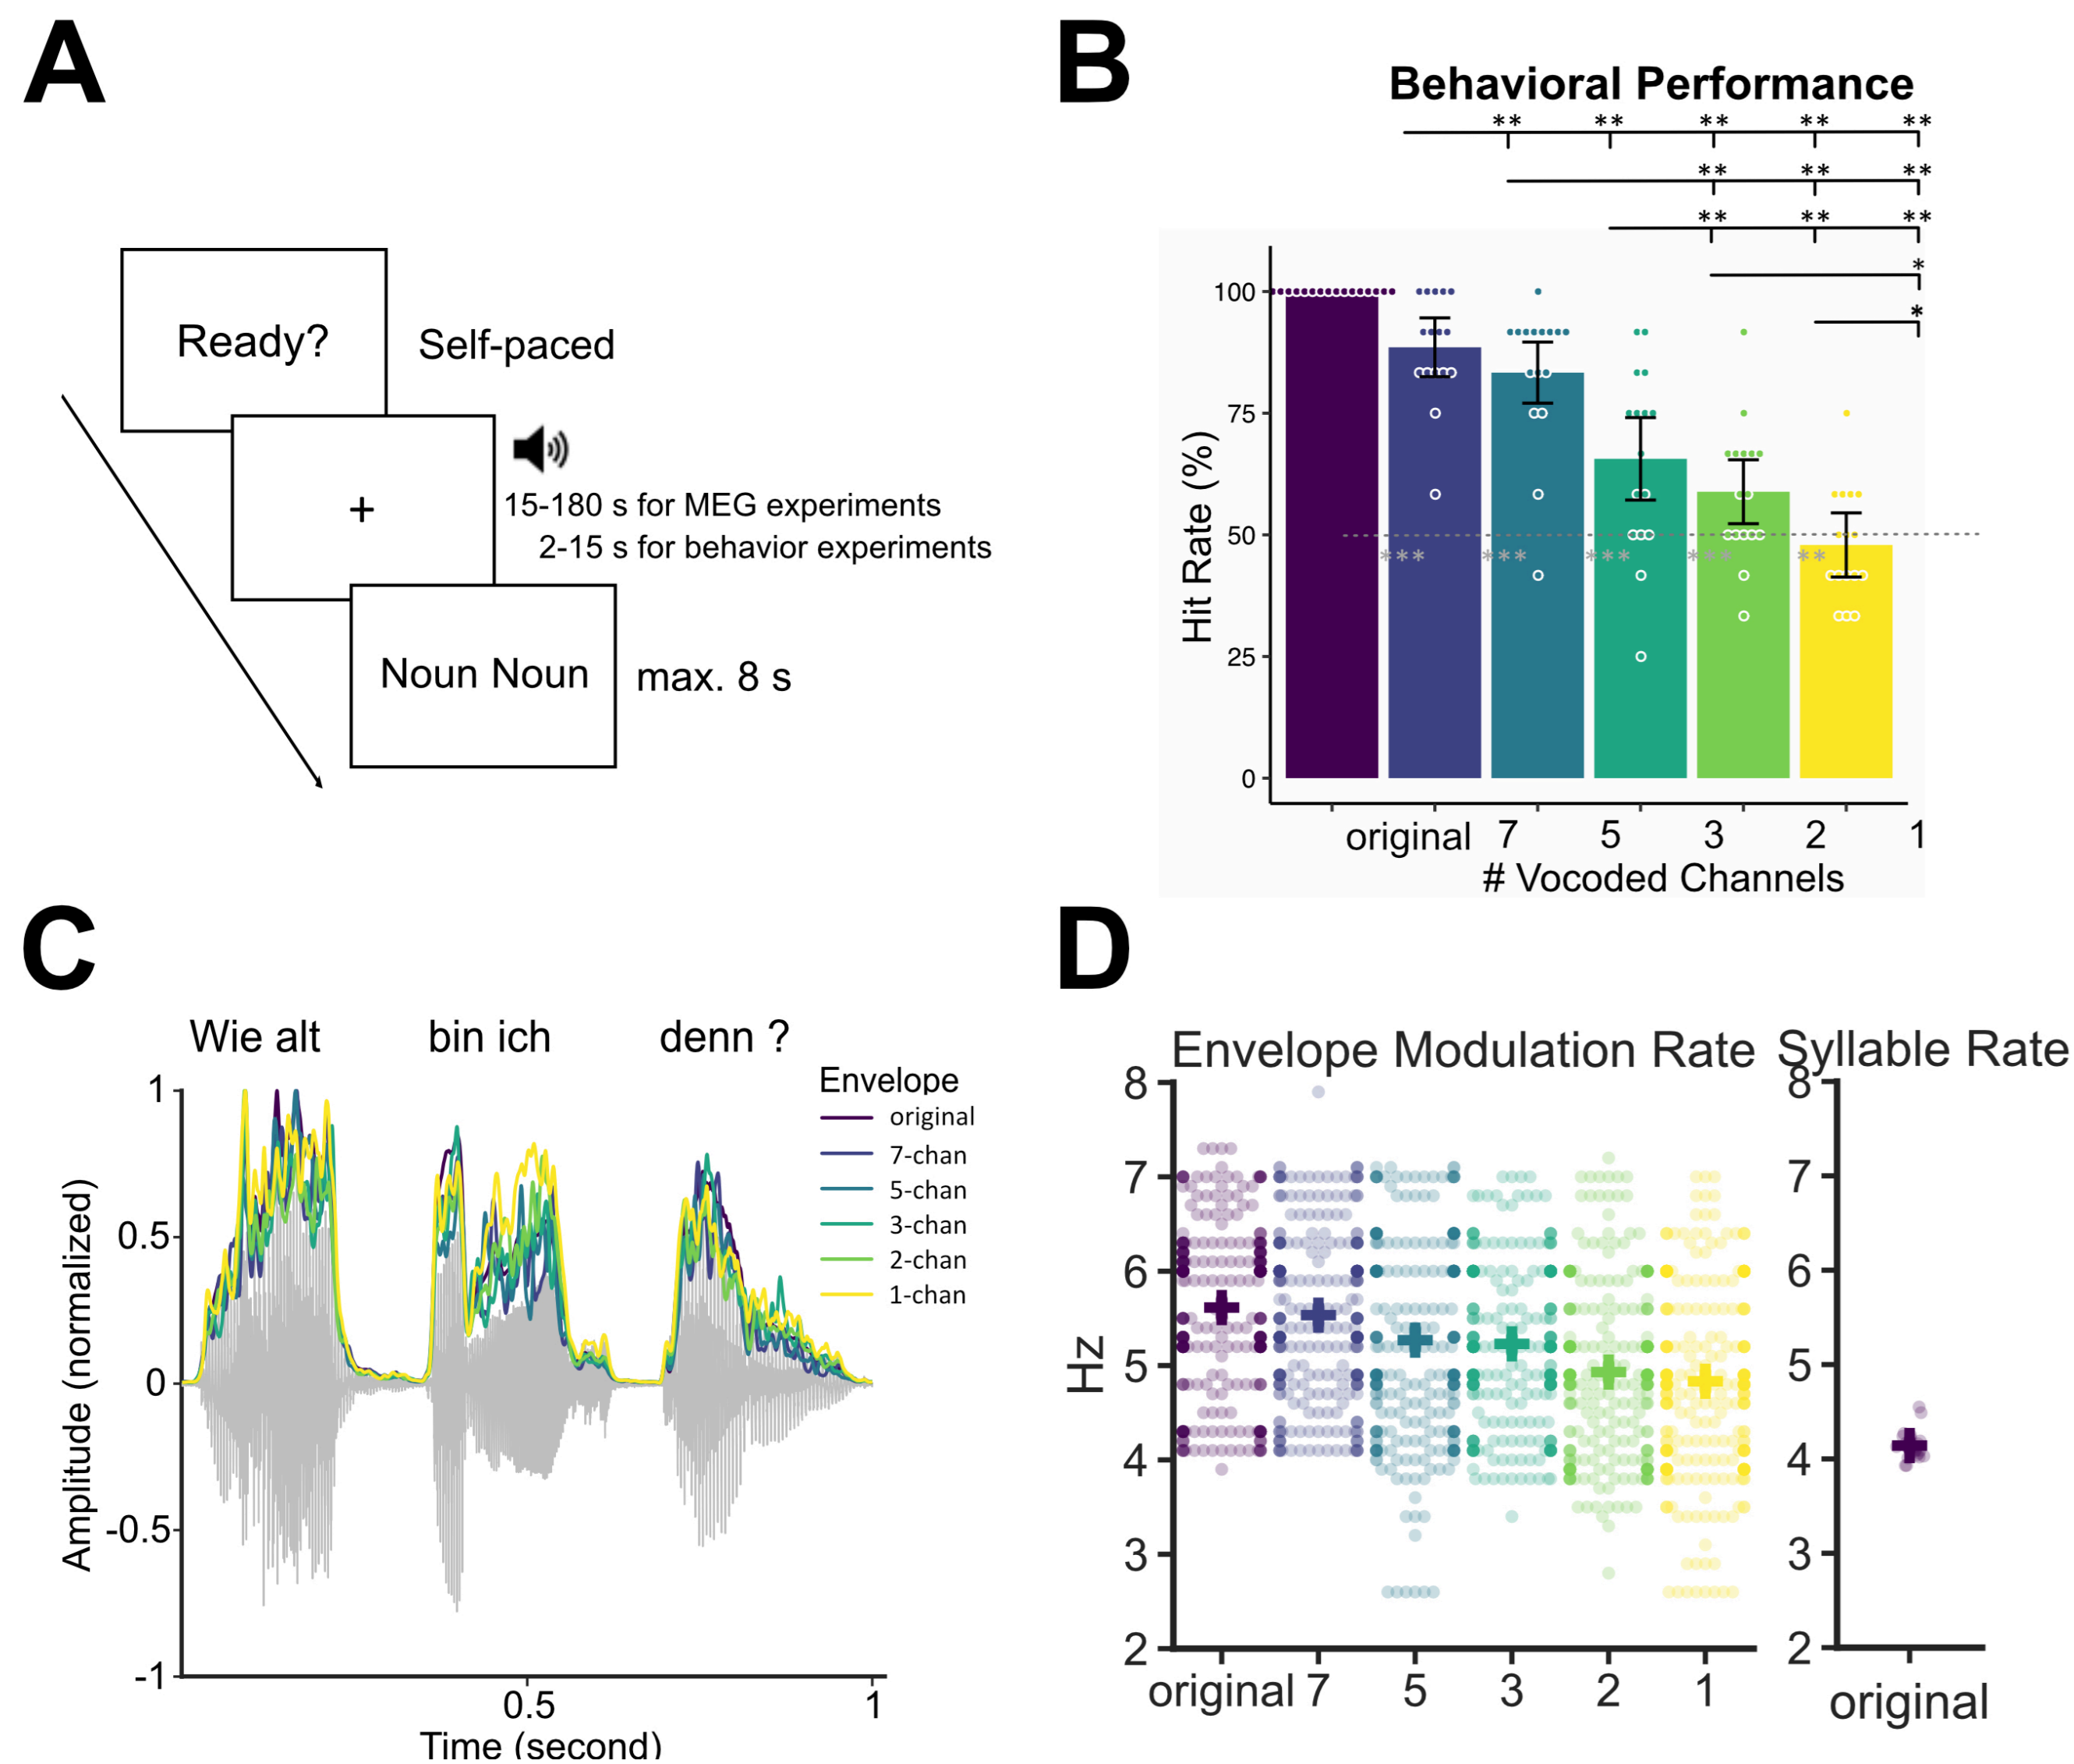 A
Ready?
Self-paced
+
15-180 s for MEG experiments
2-15 s for behavior experiments
Noun Noun
max. 8 s
B
Behavioral Performance
** ** ** ** **
** ** **
** ** **
*
*
100
75
50
25
0
Hit Rate (%)
*** *** *** *** **
original 7 5 3 2 1
# Vocoded Channels
C
Wie alt bin ich denn ?
Envelope
original
7-chan
5-chan
3-chan
2-chan
1-chan
1
0.5
0
-0.5
-1
Amplitude (normalized)
0.5 1
Time (second)
D
Envelope Modulation Rate
8
7
6
5
4
3
2
Hz
original 7 5 3 2 1
Syllable Rate
8
7
6
5
4
3
2
original